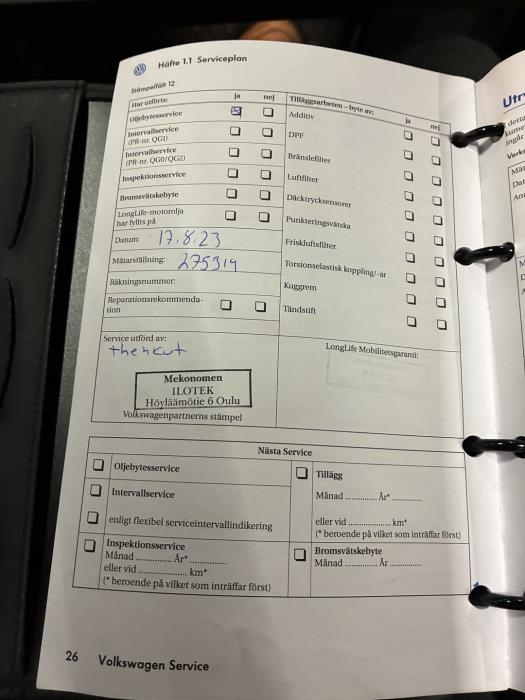 Häfte 1.1 Serviceplan
Stämpelfält 12
Har utförts: ja nej
Oljebytesservice
Intervallservice
(PR-nr. QGI)
Intervallservice
(PR-nr. QG0/QG2)
Inspektionsservice
Bromsvätskebyte
LongLife-motorolja
har fyllts på
Datum: 17.8.23
Mätarställning: 275314
Räkningsnummer:
Reparationsrekommenda-
tion
Tilläggsarbeten – byte av: ja nej
Additiv
DPF
Bränslefilter
Luftfilter
Däcktrycksensorer
Punkteringsvätska
Friskluftsfilter
Torsionselastisk koppling/-ar
Kuggrem
Tändstift
Service utförd av:
Mekonomen
ILOTEK
Höyläämötie 6 Oulu
Volkswagenpartnerns stämpel
LongLife Mobilitetsgaranti:
Nästa Service
Oljebytesservice
Intervallservice
enligt flexibel serviceintervallindikering
Inspektionsservice
Månad .............. År* ..............
eller vid .................. km*
(* beroende på vilket som inträffar först)
Tillägg
Månad .............. År* ..............
eller vid .................. km*
(* beroende på vilket som inträffar först)
Bromsvätskebyte
Månad .............. År ..............
26 Volkswagen Service